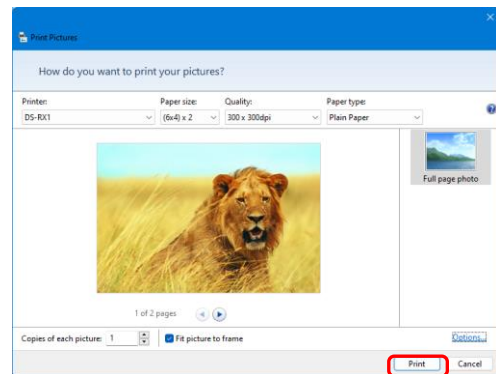 Print Pictures
How do you want to print your pictures?
Printer: Paper size: Quality: Paper type:
DS-RX1 (6x4) x 2 300 x 300dpi Plain Paper
Full page photo
1 of 2 pages
Copies of each picture: 1 Fit picture to frame Options...
Print Cancel